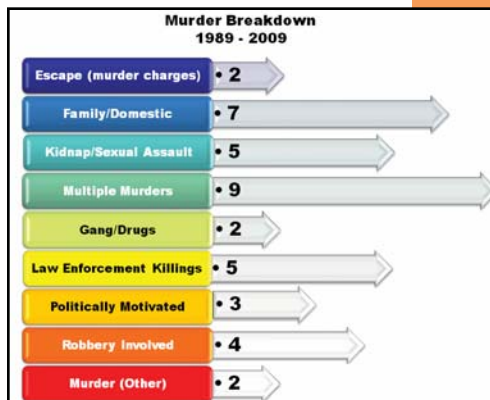 Murder Breakdown
1989 - 2009
Escape (murder charges) • 2
Family/Domestic • 7
Kidnap/Sexual Assault • 5
Multiple Murders • 9
Gang/Drugs • 2
Law Enforcement Killings • 5
Politically Motivated • 3
Robbery Involved • 4
Murder (Other) • 2